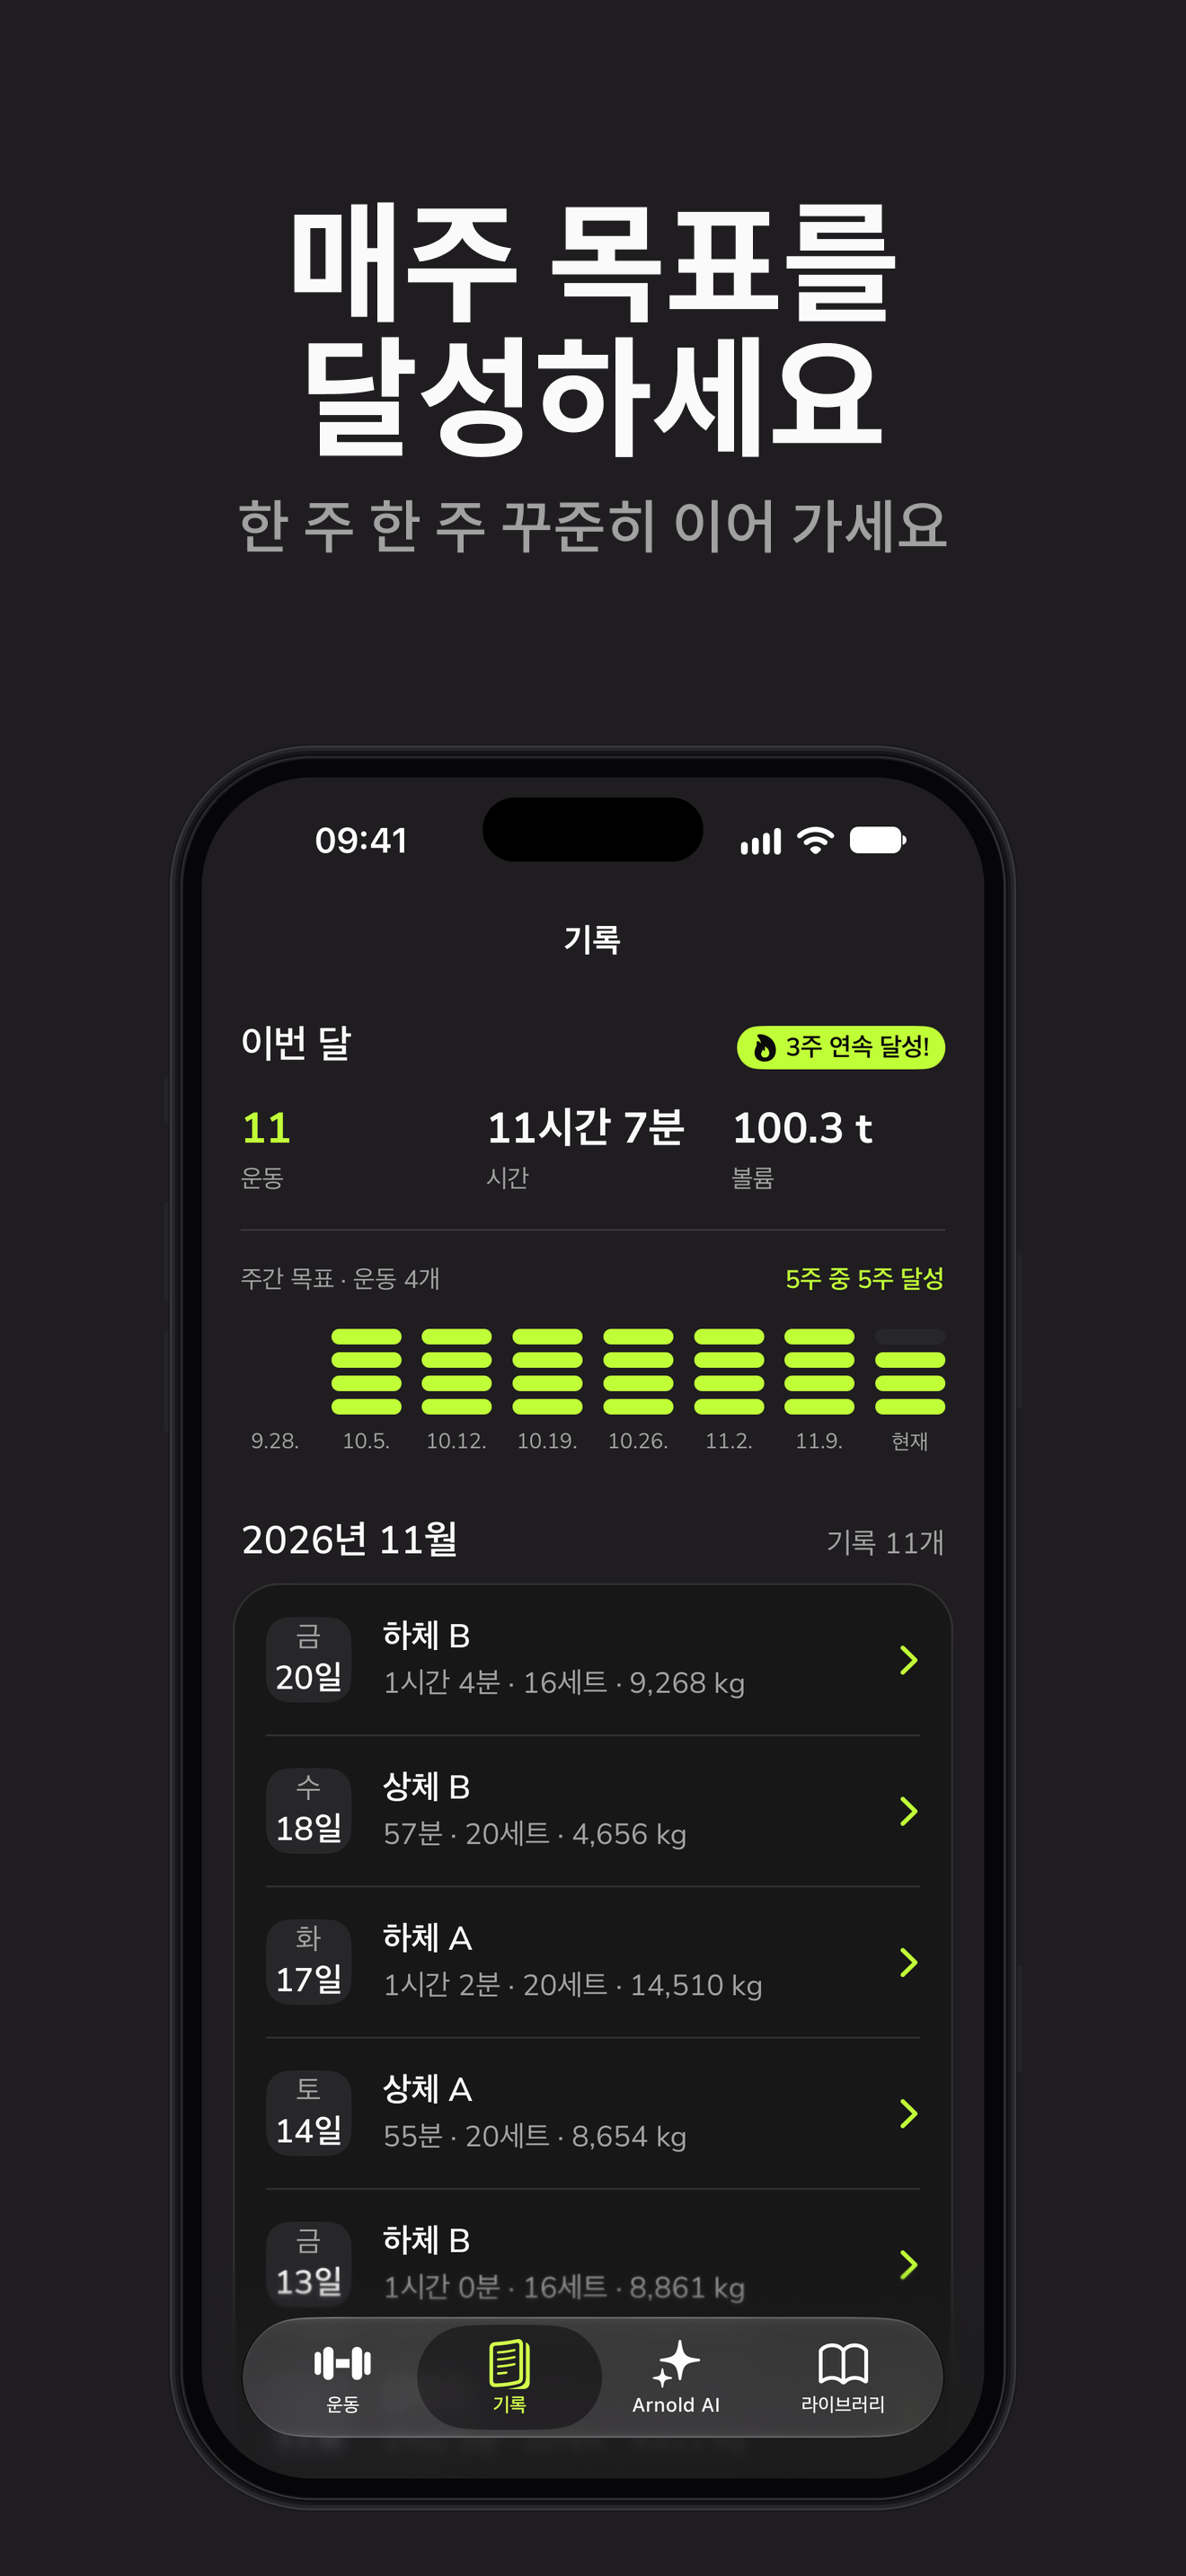 매주 목표를
달성하세요
한 주 한 주 꾸준히 이어 가세요
09:41
기록
이번 달
3주 연속 달성!
11 11시간 7분 100.3 t
운동 시간 볼륨
주간 목표 · 운동 4개 5주 중 5주 달성
9.28. 10.5. 10.12. 10.19. 10.26. 11.2. 11.9. 현재
2026년 11월 기록 11개
금
20일
하체 B
1시간 4분 · 16세트 · 9,268 kg
수
18일
상체 B
57분 · 20세트 · 4,656 kg
화
17일
하체 A
1시간 2분 · 20세트 · 14,510 kg
토
14일
상체 A
55분 · 20세트 · 8,654 kg
금
13일
하체 B
1시간 0분 · 16세트 · 8,861 kg
운동 기록 Arnold AI 라이브러리